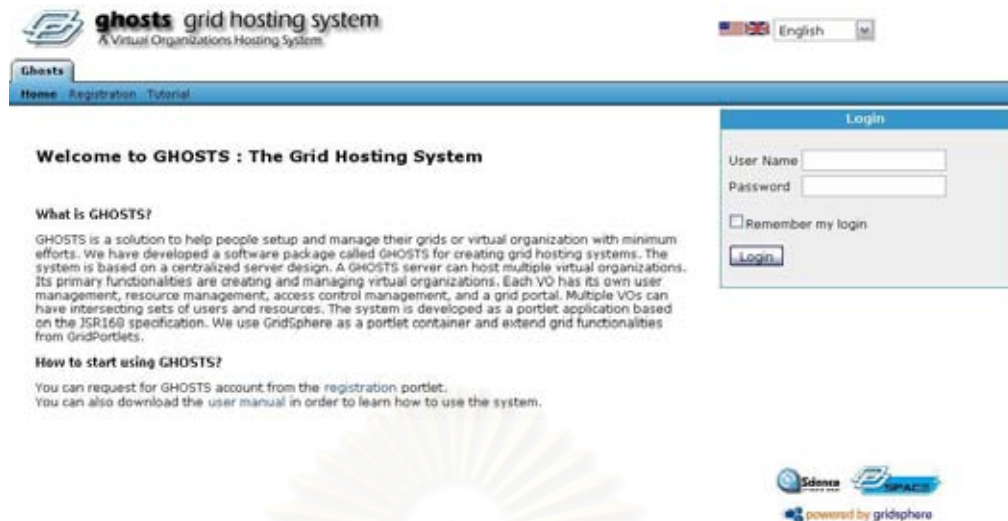 ghosts grid hosting system
A Virtual Organizations Hosting System
English
Ghosts
Home Registration Tutorial
Login
Welcome to GHOSTS : The Grid Hosting System
User Name
Password
What is GHOSTS?
Remember my login
GHOSTS is a solution to help people setup and manage their grids or virtual organization with minimum
efforts. We have developed a software package called GHOSTS for creating grid hosting systems. The
system is based on a centralized server design. A GHOSTS server can host multiple virtual organizations.
Its primary functionalities are creating and managing virtual organizations. Each VO has its own user
management, resource management, access control management, and a grid portal. Multiple VOs can
have intersecting sets of users and resources. The system is developed as a portlet application based
on the JSR168 specification. We use GridSphere as a portlet container and extend grid functionalities
from GridPortlets.
Login
How to start using GHOSTS?
You can request for GHOSTS account from the registration portlet.
You can also download the user manual in order to learn how to use the system.
Science
SPACE
powered by gridsphere